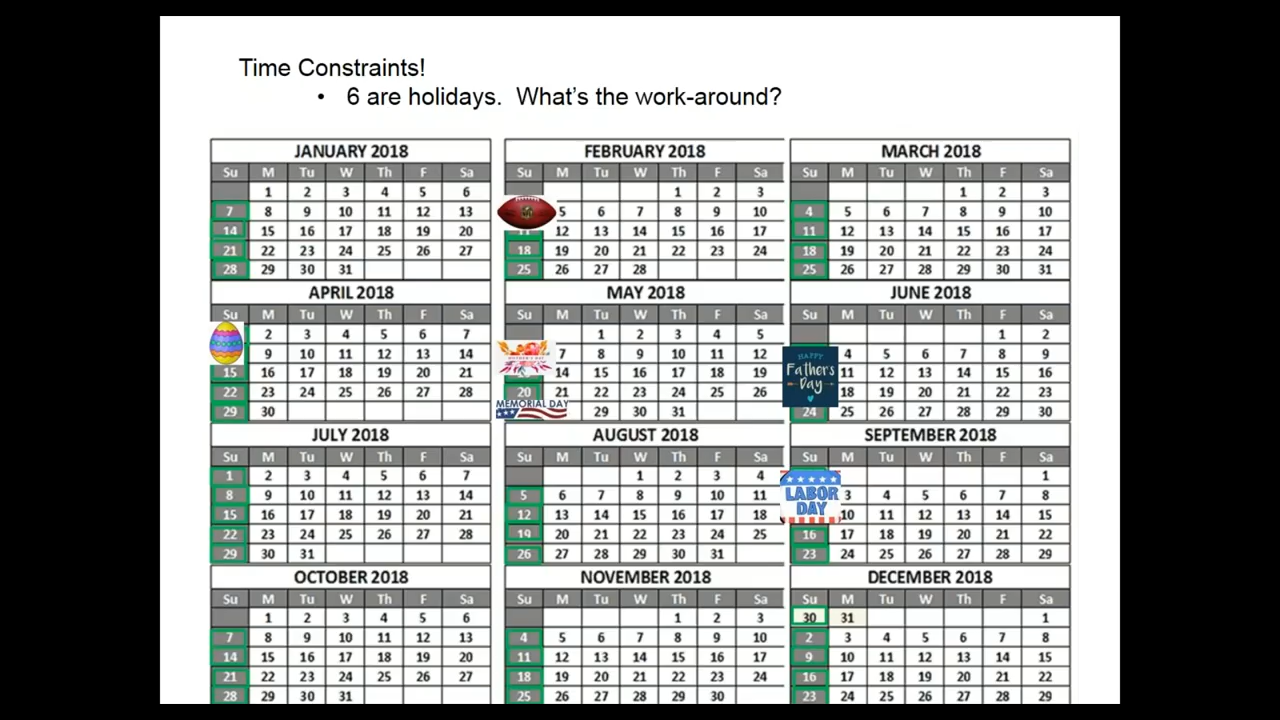 Time Constraints!
• 6 are holidays. What's the work-around?
JANUARY 2018
Su M Tu W Th F Sa
1 2 3 4 5 6
7 8 9 10 11 12 13
14 15 16 17 18 19 20
21 22 23 24 25 26 27
28 29 30 31
FEBRUARY 2018
Su M Tu W Th F Sa
1 2 3
5 6 7 8 9 10
12 13 14 15 16 17
18 19 20 21 22 23 24
25 26 27 28
MARCH 2018
Su M Tu W Th F Sa
1 2 3
4 5 6 7 8 9 10
11 12 13 14 15 16 17
18 19 20 21 22 23 24
25 26 27 28 29 30 31
APRIL 2018
Su M Tu W Th F Sa
2 3 4 5 6 7
9 10 11 12 13 14
15 16 17 18 19 20 21
22 23 24 25 26 27 28
29 30
MAY 2018
Su M Tu W Th F Sa
1 2 3 4 5
7 8 9 10 11 12
MOTHER'S DAY
14 15 16 17 18 19
20 21 22 23 24 25 26
MEMORIAL DAY
29 30 31
JUNE 2018
Su M Tu W Th F Sa
1 2
4 5 6 7 8 9
HAPPY
Fathers
Day
11 12 13 14 15 16
18 19 20 21 22 23
24 25 26 27 28 29 30
JULY 2018
Su M Tu W Th F Sa
1 2 3 4 5 6 7
8 9 10 11 12 13 14
15 16 17 18 19 20 21
22 23 24 25 26 27 28
29 30 31
AUGUST 2018
Su M Tu W Th F Sa
1 2 3 4
5 6 7 8 9 10 11
12 13 14 15 16 17 18
19 20 21 22 23 24 25
26 27 28 29 30 31
SEPTEMBER 2018
Su M Tu W Th F Sa
1
LABOR
DAY
3 4 5 6 7 8
10 11 12 13 14 15
16 17 18 19 20 21 22
23 24 25 26 27 28 29
OCTOBER 2018
Su M Tu W Th F Sa
1 2 3 4 5 6
7 8 9 10 11 12 13
14 15 16 17 18 19 20
21 22 23 24 25 26 27
28 29 30 31
NOVEMBER 2018
Su M Tu W Th F Sa
1 2 3
4 5 6 7 8 9 10
11 12 13 14 15 16 17
18 19 20 21 22 23 24
25 26 27 28 29 30
DECEMBER 2018
Su M Tu W Th F Sa
30 31 1
2 3 4 5 6 7 8
9 10 11 12 13 14 15
16 17 18 19 20 21 22
23 24 25 26 27 28 29